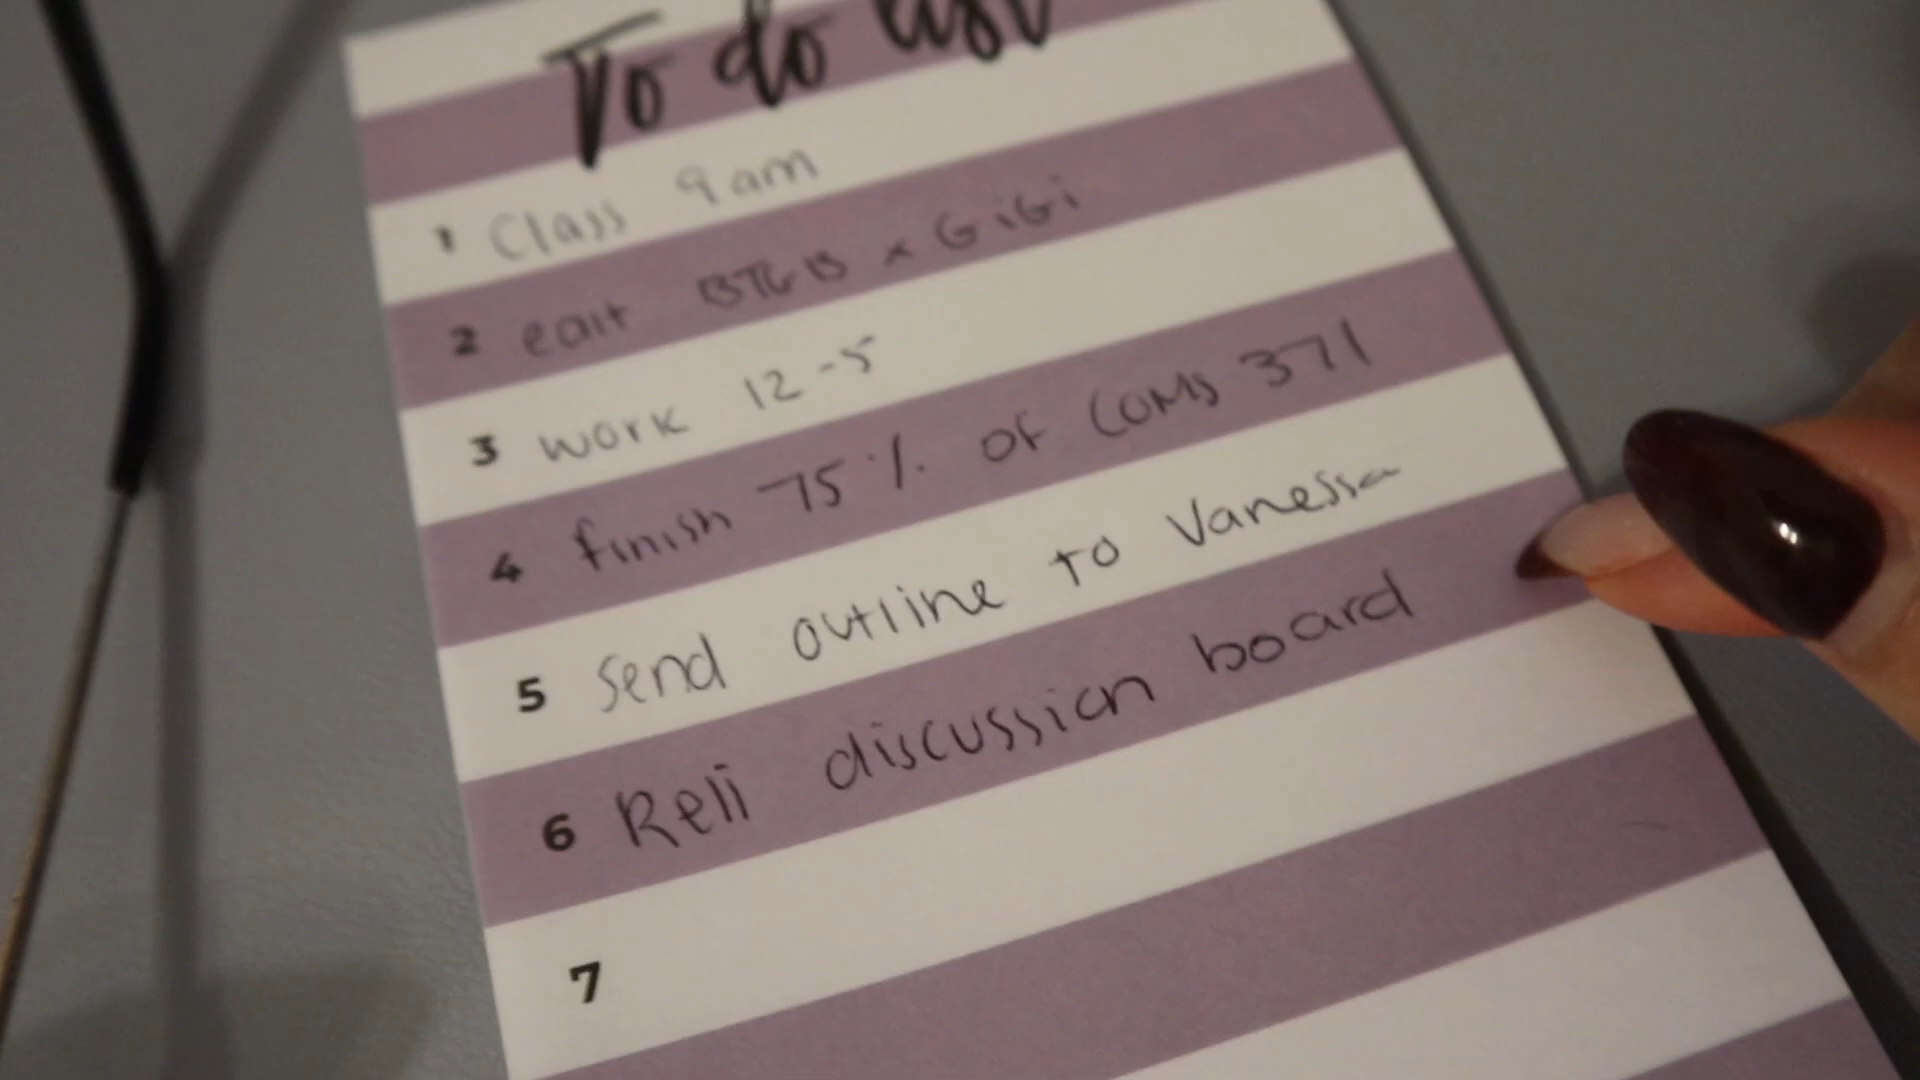 To do list
1 Class 9am
2 edit BTGB x GiGi
3 work 12-5
4 finish 75% of COMS 371
5 Send outline to Vanessa
6 Reli discussion board
7